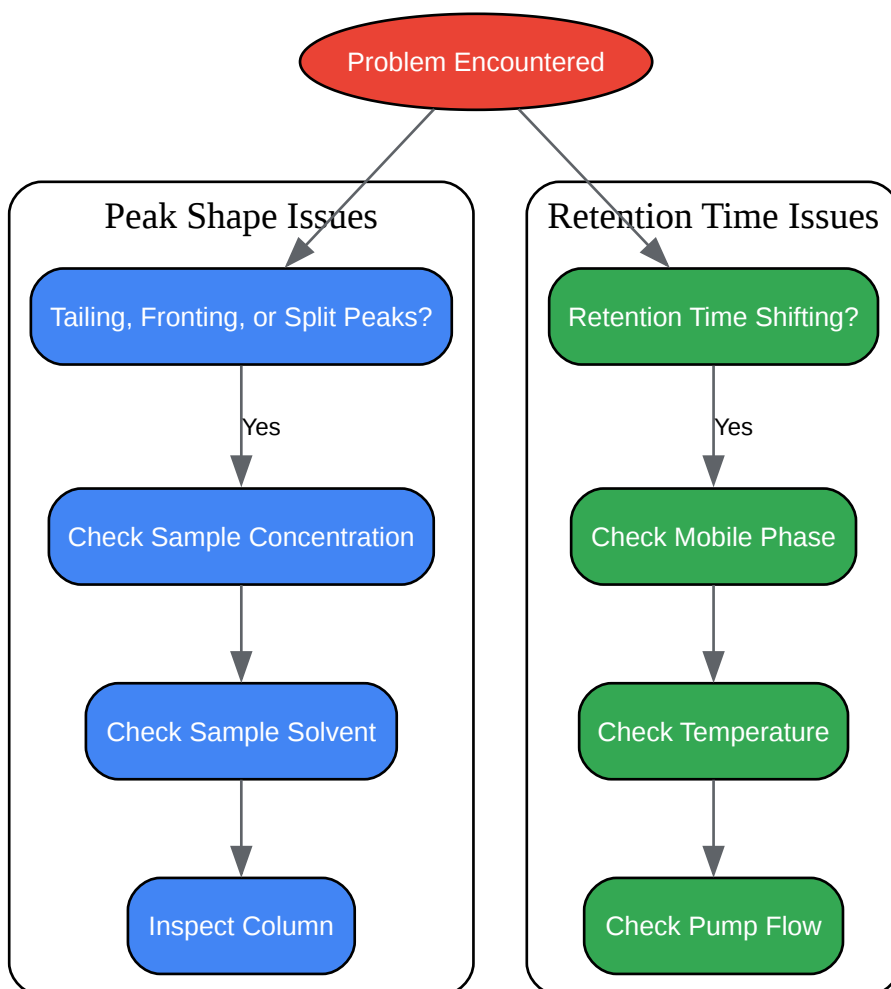 Problem Encountered
Peak Shape Issues
Tailing, Fronting, or Split Peaks?
Yes
Check Sample Concentration
Check Sample Solvent
Inspect Column
Retention Time Issues
Retention Time Shifting?
Yes
Check Mobile Phase
Check Temperature
Check Pump Flow